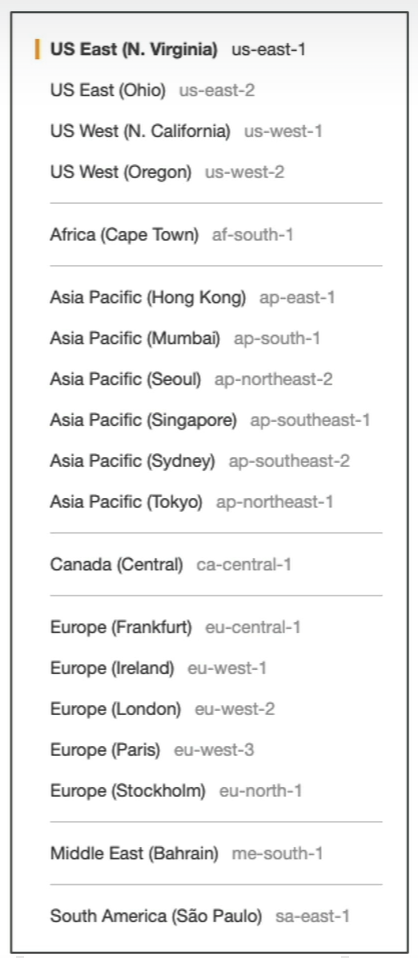 US East (N. Virginia) us-east-1
US East (Ohio) us-east-2
US West (N. California) us-west-1
US West (Oregon) us-west-2
Africa (Cape Town) af-south-1
Asia Pacific (Hong Kong) ap-east-1
Asia Pacific (Mumbai) ap-south-1
Asia Pacific (Seoul) ap-northeast-2
Asia Pacific (Singapore) ap-southeast-1
Asia Pacific (Sydney) ap-southeast-2
Asia Pacific (Tokyo) ap-northeast-1
Canada (Central) ca-central-1
Europe (Frankfurt) eu-central-1
Europe (Ireland) eu-west-1
Europe (London) eu-west-2
Europe (Paris) eu-west-3
Europe (Stockholm) eu-north-1
Middle East (Bahrain) me-south-1
South America (São Paulo) sa-east-1